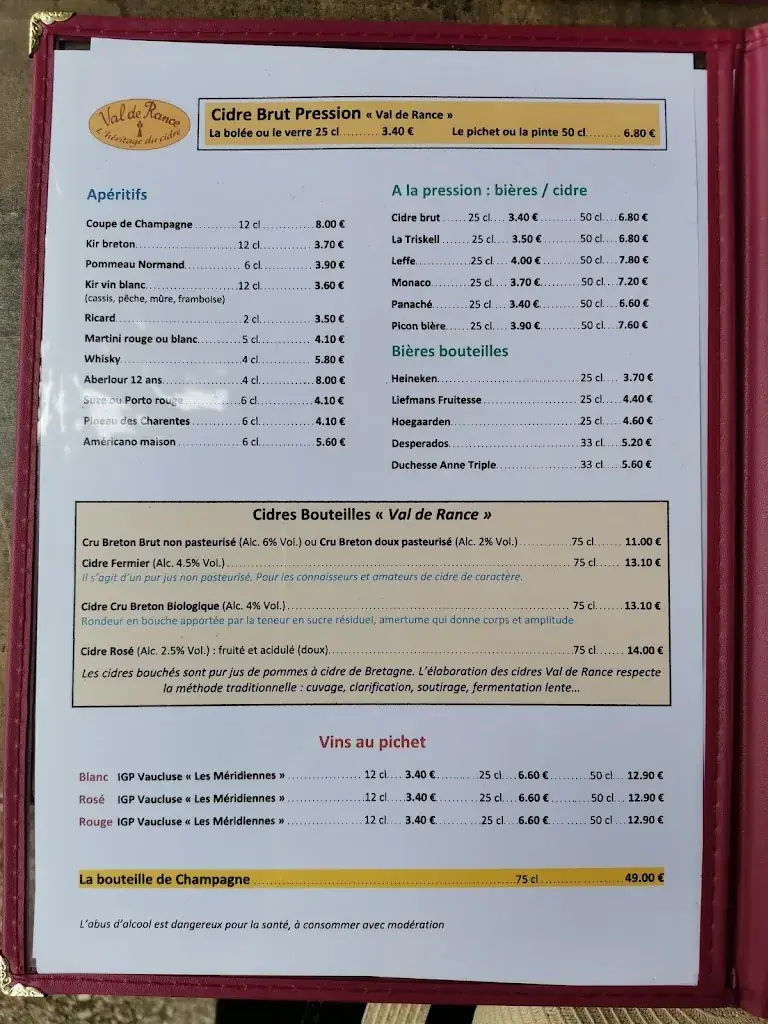 Val de Rance
L'héritage du cidre
Cidre Brut Pression « Val de Rance »
La bolée ou le verre 25 cl.......... 3.40 € Le pichet ou la pinte 50 cl......... 6.80 €
Apéritifs
Coupe de Champagne ........... 12 cl .............. 8.00 €
Kir breton.......................... 12 cl............... 3.70 €
Pommeau Normand............... 6 cl............... 3.90 €
Kir vin blanc....................... 12 cl............... 3.60 €
(cassis, pêche, mûre, framboise)
Ricard............................... 2 cl............... 3.50 €
Martini rouge ou blanc........... 5 cl............... 4.10 €
Whisky.............................. 4 cl............... 5.80 €
Aberlour 12 ans................... 4 cl............... 8.00 €
Suze ou Porto rouge.............. 6 cl............... 4.10 €
Pineau des Charentes ............ 6 cl............... 4.10 €
Américano maison ................ 6 cl............... 5.60 €
A la pression : bières / cidre
Cidre brut ...... 25 cl.... 3.40 €.......... 50 cl....6.80 €
La Triskell ....... 25 cl.... 3.50 €.......... 50 cl....6.80 €
Leffe.............. 25 cl.... 4.00 €.......... 50 cl....7.80 €
Monaco.......... 25 cl.... 3.70 €.......... 50 cl....7.20 €
Panaché......... 25 cl.... 3.40 €.......... 50 cl....6.60 €
Picon bière...... 25 cl.... 3.90 €.......... 50 cl....7.60 €
Bières bouteilles
Heineken.................................... 25 cl.... 3.70 €
Liefmans Fruitesse ......................... 25 cl.... 4.40 €
Hoegaarden................................. 25 cl.... 4.60 €
Desperados.................................. 33 cl.... 5.20 €
Duchesse Anne Triple...................... 33 cl.... 5.60 €
Cidres Bouteilles « Val de Rance »
Cru Breton Brut non pasteurisé (Alc. 6% Vol.) ou Cru Breton doux pasteurisé (Alc. 2% Vol.) ............. 75 cl....... 11.00 €
Cidre Fermier (Alc. 4.5% Vol.)............................................................ 75 cl....... 13.10 €
Il s'agit d'un pur jus non pasteurisé. Pour les connaisseurs et amateurs de cidre de caractère.
Cidre Cru Breton Biologique (Alc. 4% Vol.)................................................ 75 cl....... 13.10 €
Rondeur en bouche apportée par la teneur en sucre résiduel, amertume qui donne corps et amplitude
Cidre Rosé (Alc. 2.5% Vol.) : fruité et acidulé (doux)...................................... 75 cl....... 14.00 €
Les cidres bouchés sont pur jus de pommes à cidre de Bretagne. L'élaboration des cidres Val de Rance respecte
la méthode traditionnelle : cuvage, clarification, soutirage, fermentation lente...
Vins au pichet
Blanc IGP Vaucluse « Les Méridiennes » .................. 12 cl.... 3.40 €.......... 25 cl... 6.60 €.......... 50 cl... 12.90 €
Rosé IGP Vaucluse « Les Méridiennes » .................. 12 cl.... 3.40 €.......... 25 cl... 6.60 €.......... 50 cl... 12.90 €
Rouge IGP Vaucluse « Les Méridiennes » .................. 12 cl.... 3.40 €.......... 25 cl... 6.60 €.......... 50 cl... 12.90 €
La bouteille de Champagne .................................................. 75 cl .................... 49.00 €
L'abus d'alcool est dangereux pour la santé, à consommer avec modération